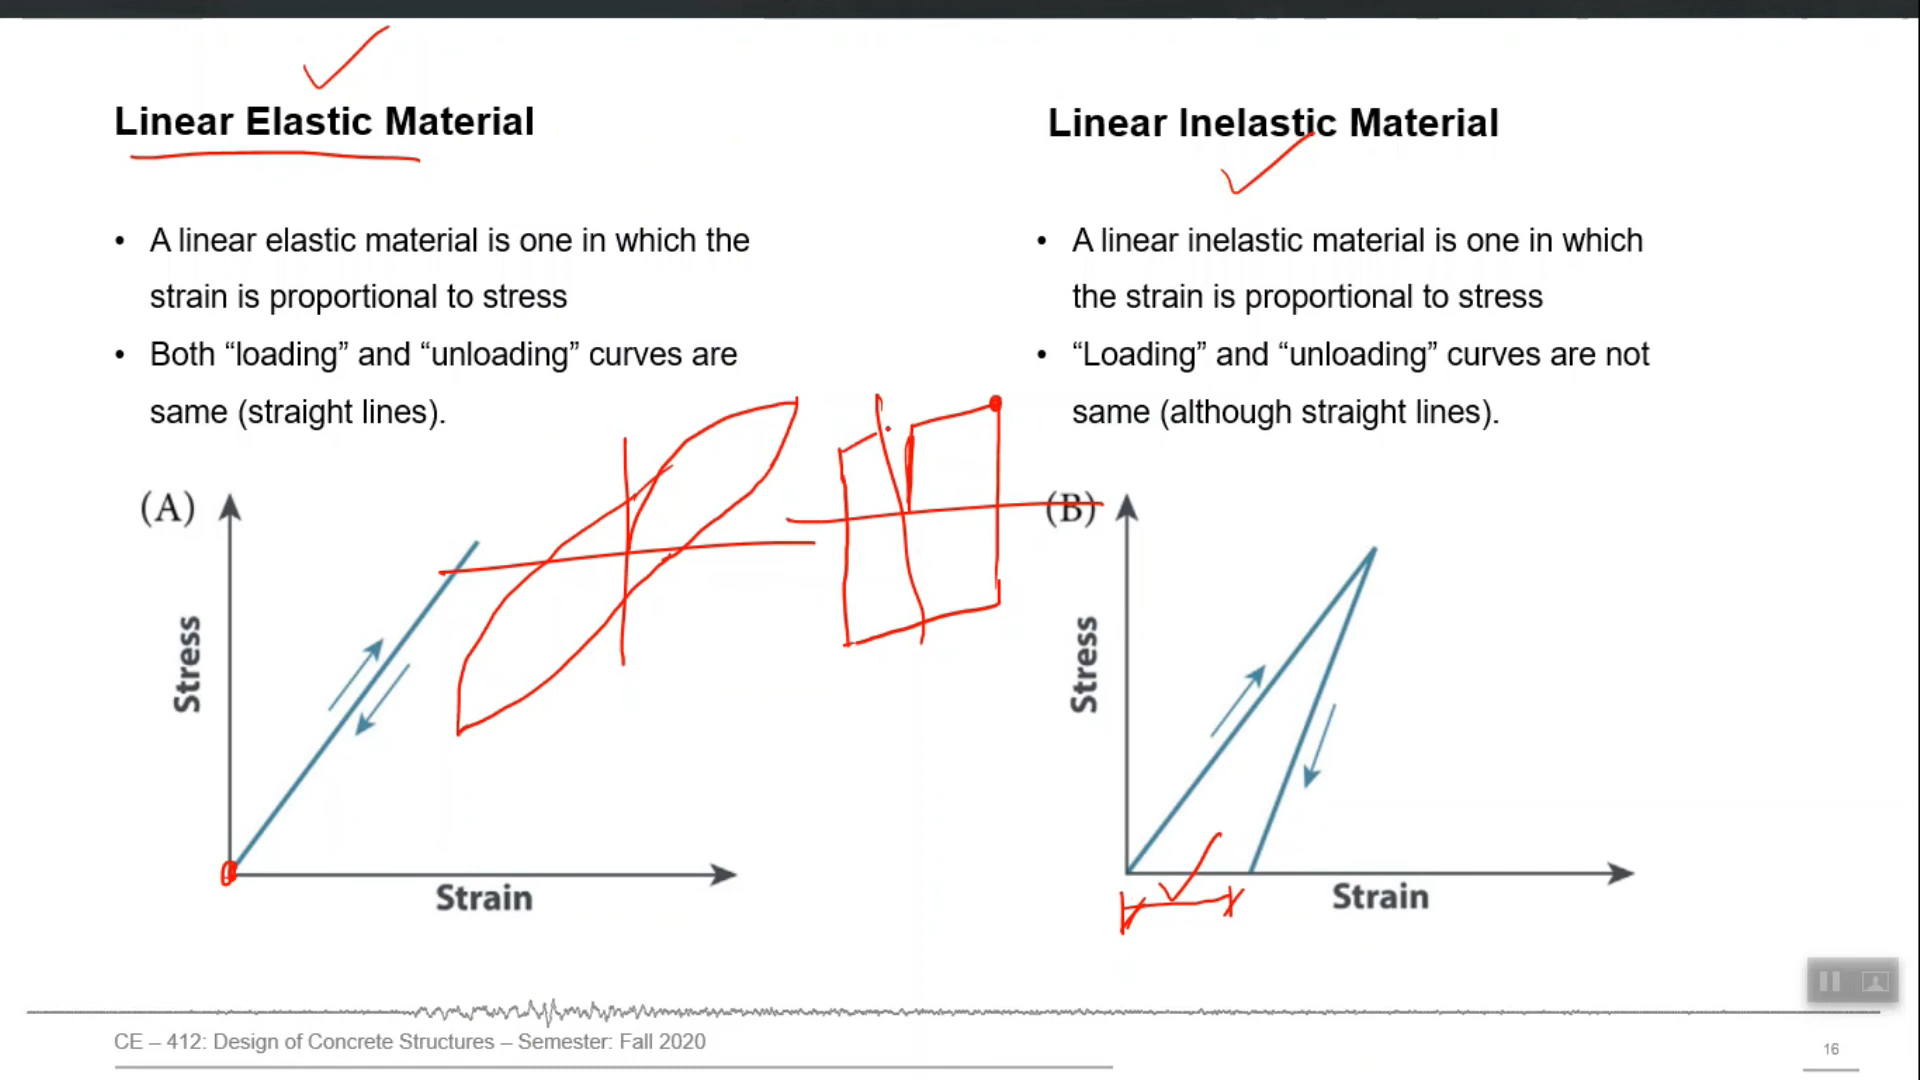 Linear Elastic Material
• A linear elastic material is one in which the
strain is proportional to stress
• Both “loading” and “unloading” curves are
same (straight lines).
(A)
Stress
Strain
Linear Inelastic Material
• A linear inelastic material is one in which
the strain is proportional to stress
• “Loading” and “unloading” curves are not
same (although straight lines).
(B)
Stress
Strain
CE – 412: Design of Concrete Structures – Semester: Fall 2020
16